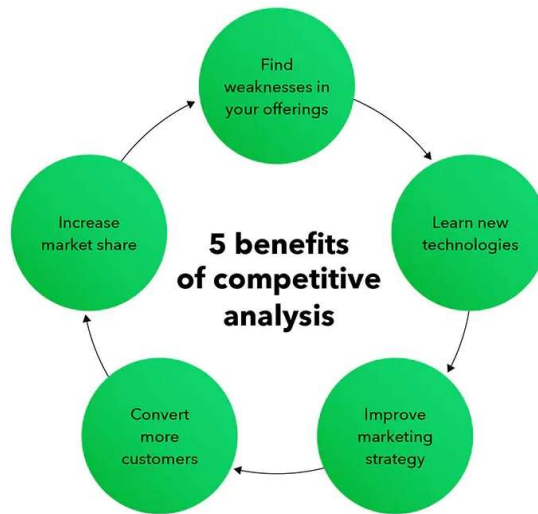 Find
weaknesses in
your offerings
Learn new
technologies
Improve
marketing
strategy
Convert
more
customers
Increase
market share
5 benefits
of competitive
analysis